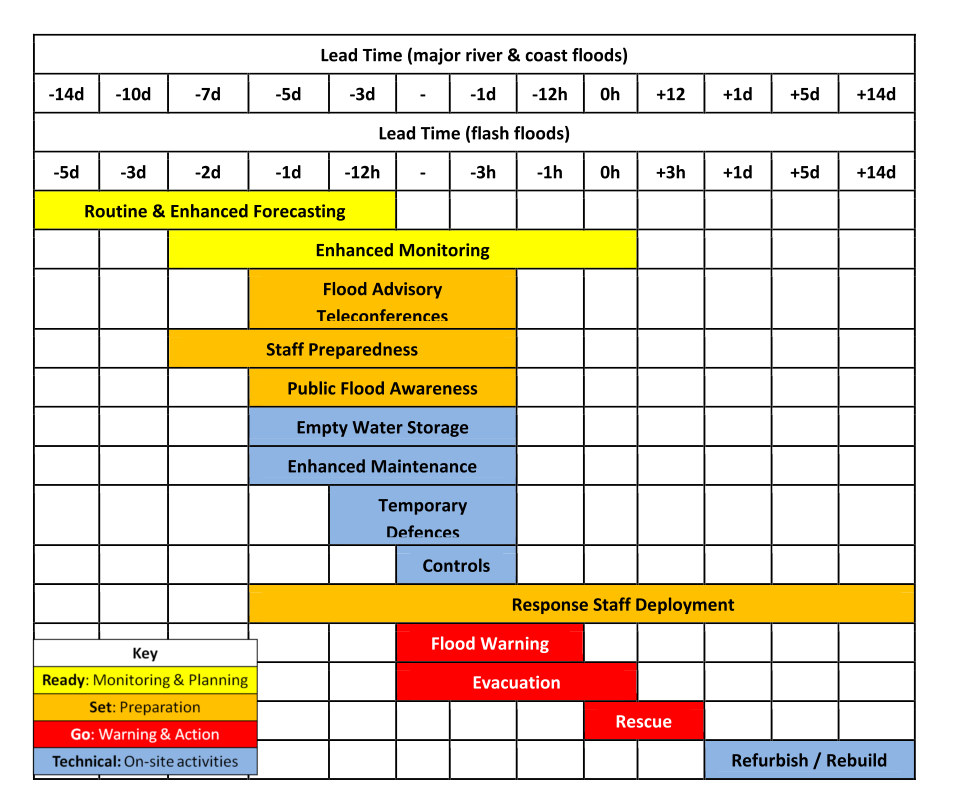 Lead Time (major river & coast floods)
-14d -10d -7d -5d -3d - -1d -12h 0h +12 +1d +5d +14d
Lead Time (flash floods)
-5d -3d -2d -1d -12h - -3h -1h 0h +3h +1d +5d +14d
Routine & Enhanced Forecasting
Enhanced Monitoring
Flood Advisory
Teleconferences
Staff Preparedness
Public Flood Awareness
Empty Water Storage
Enhanced Maintenance
Temporary
Defences
Controls
Response Staff Deployment
Flood Warning
Evacuation
Rescue
Refurbish / Rebuild
Key
Ready: Monitoring & Planning
Set: Preparation
Go: Warning & Action
Technical: On-site activities